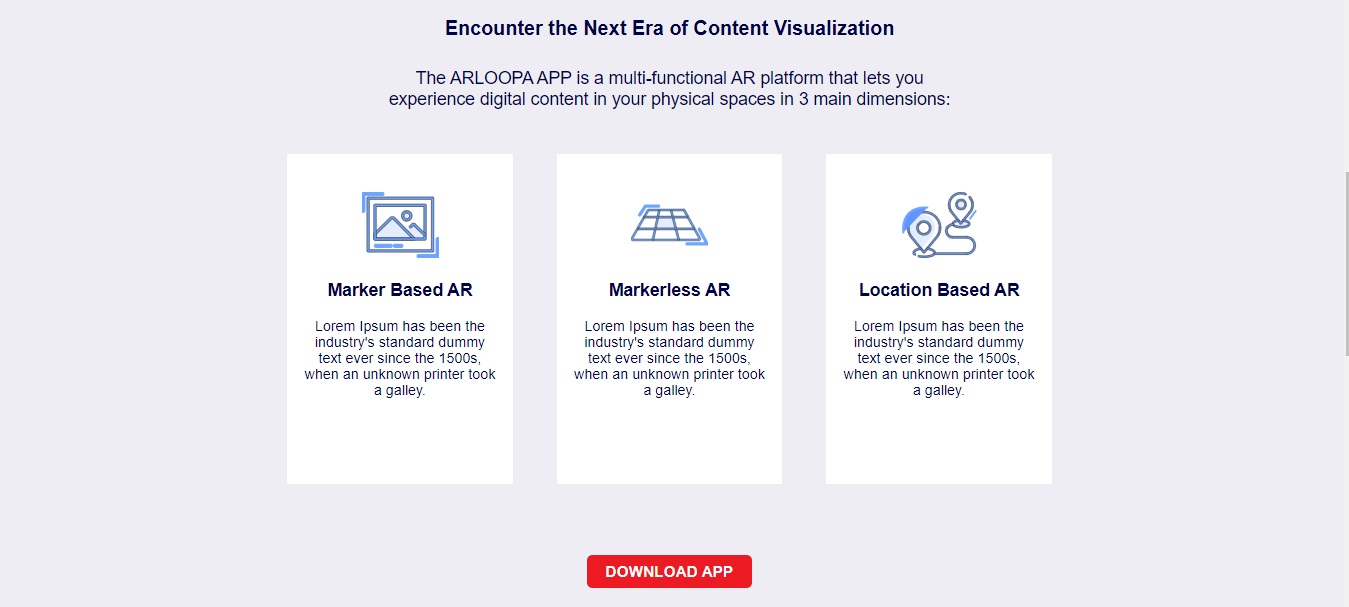 Encounter the Next Era of Content Visualization
The ARLOOPA APP is a multi-functional AR platform that lets you
experience digital content in your physical spaces in 3 main dimensions:
Marker Based AR
Lorem Ipsum has been the
industry's standard dummy
text ever since the 1500s,
when an unknown printer took
a galley.
Markerless AR
Lorem Ipsum has been the
industry's standard dummy
text ever since the 1500s,
when an unknown printer took
a galley.
Location Based AR
Lorem Ipsum has been the
industry's standard dummy
text ever since the 1500s,
when an unknown printer took
a galley.
DOWNLOAD APP